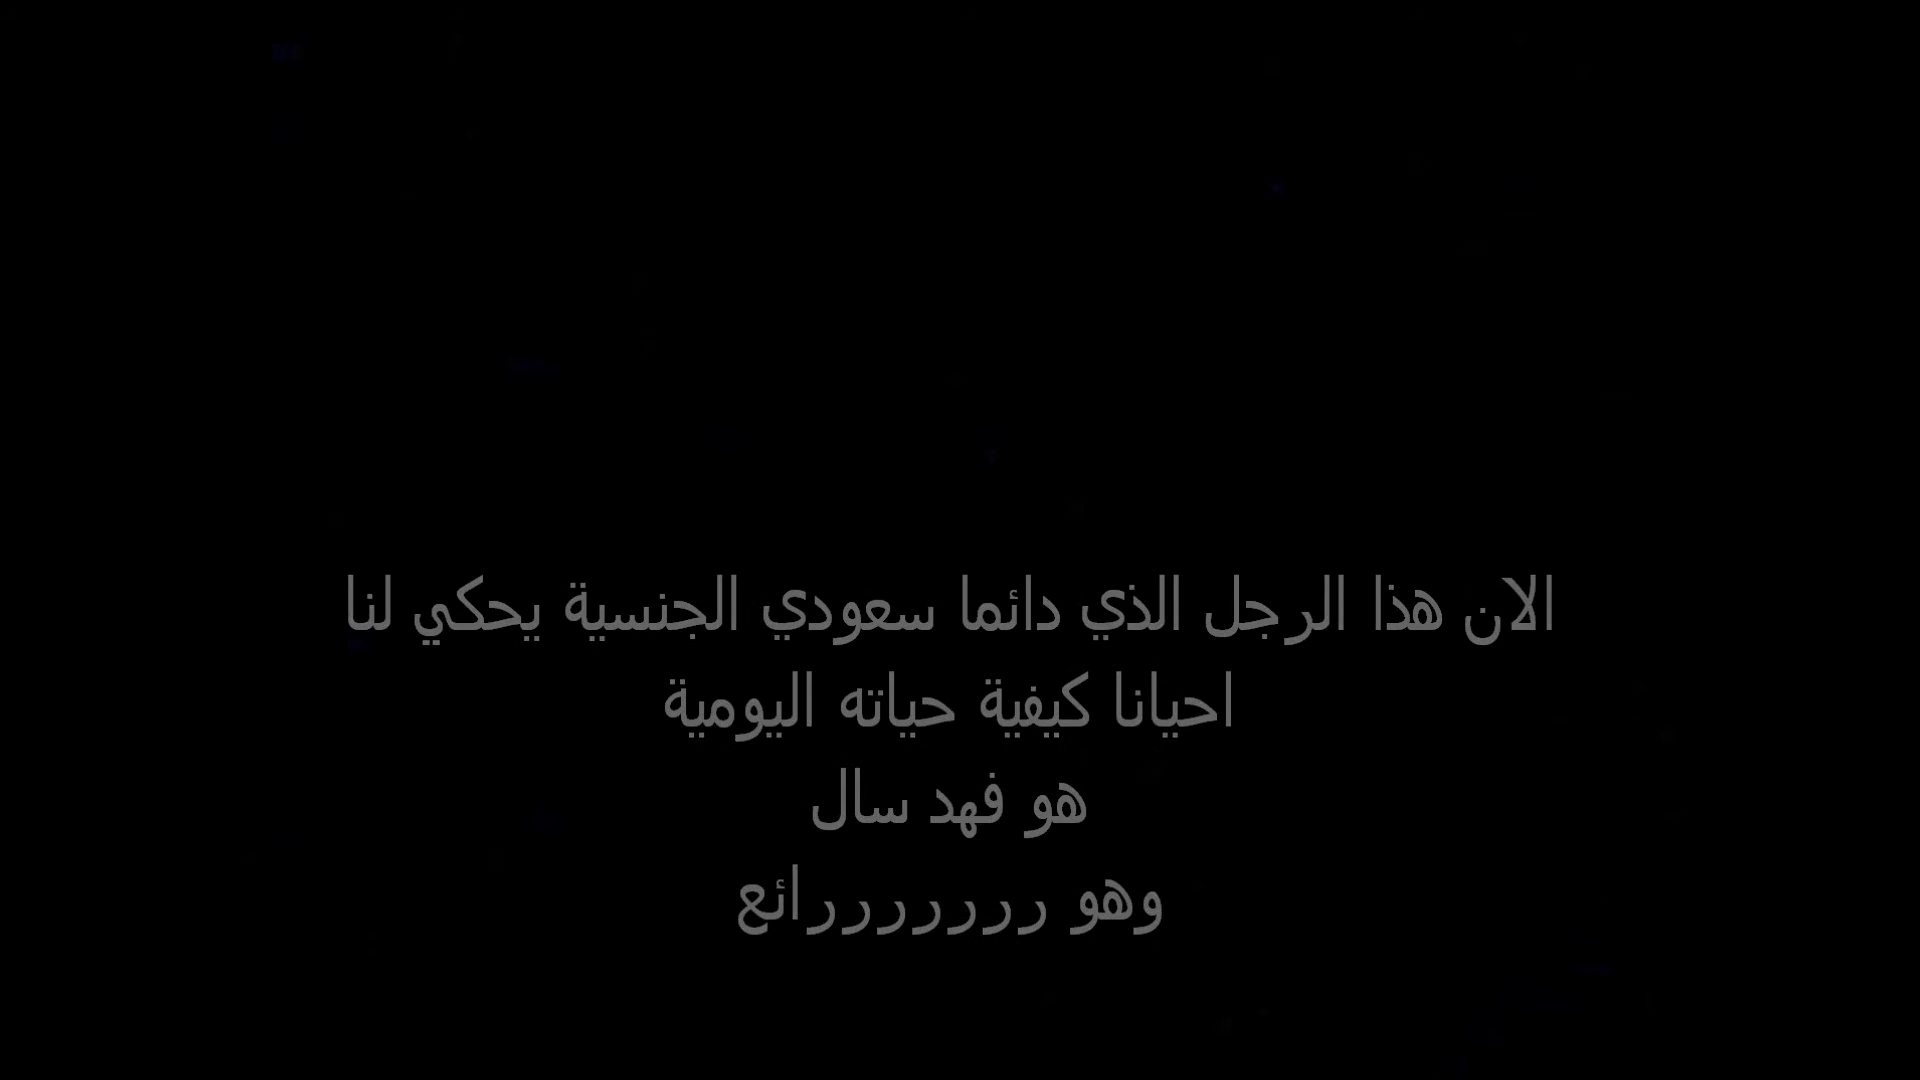 الان هذا الرجل الذي دائما سعودي الجنسية يحكي لنا
احيانا كيفية حياته اليومية
هو فهد سال
وهو رررررررائع